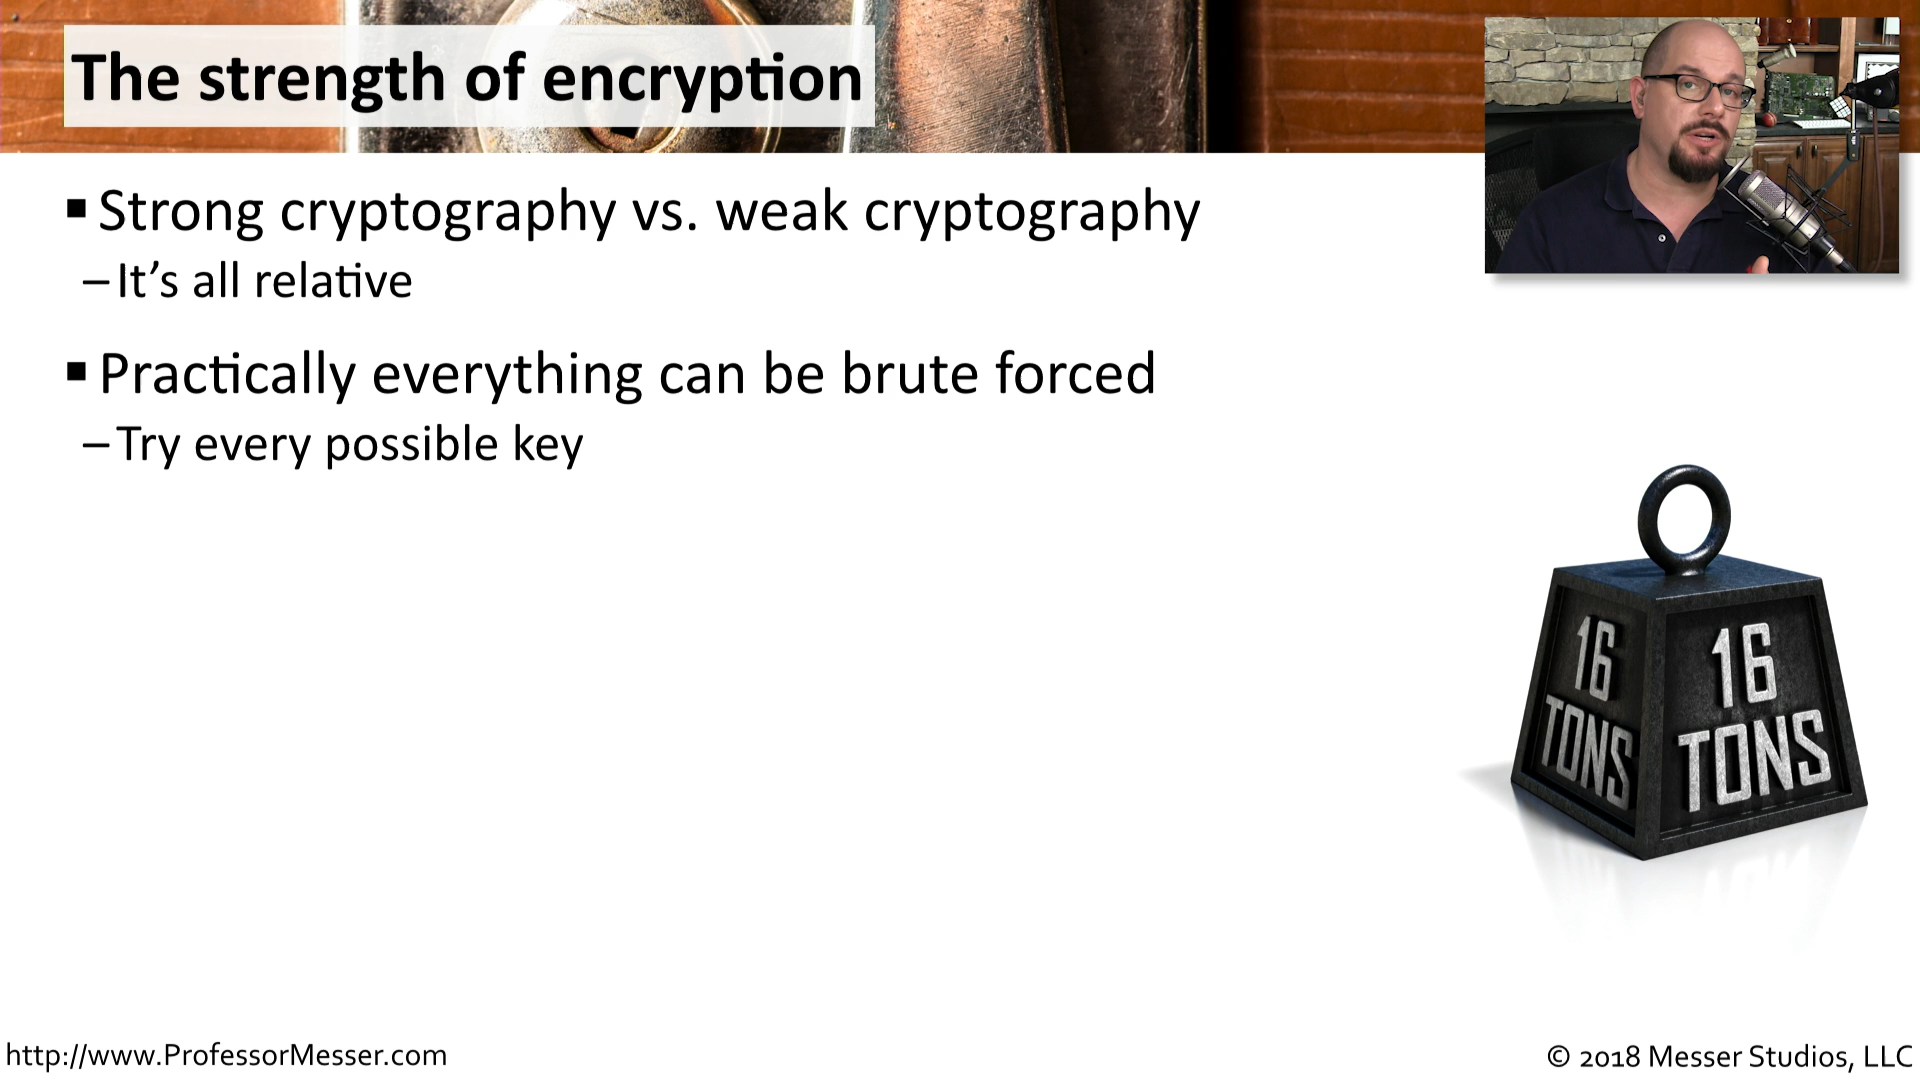 The strength of encryption
▪ Strong cryptography vs. weak cryptography
– It’s all relative
▪ Practically everything can be brute forced
– Try every possible key
16
TONS
16
TONS
http://www.ProfessorMesser.com
© 2018 Messer Studios, LLC